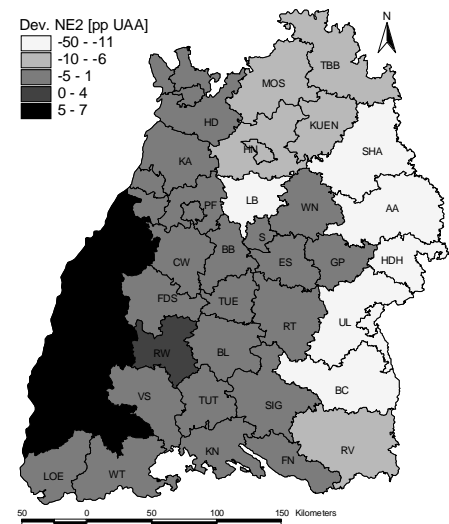 Dev. NE2 [pp UAA]
-50 - -11
-10 - -6
-5 - 1
0 - 4
5 - 7
N
TBB
MOS
HD
KUEN
HN
SHA
KA
LB
PF
WN
AA
S
BB
CW
ES
GP
HDH
FDS
TUE
RT
UL
RW
BL
BC
VS
TUT
SIG
RV
KN
FN
LOE
WT
50 0 50 100 150 Kilometers